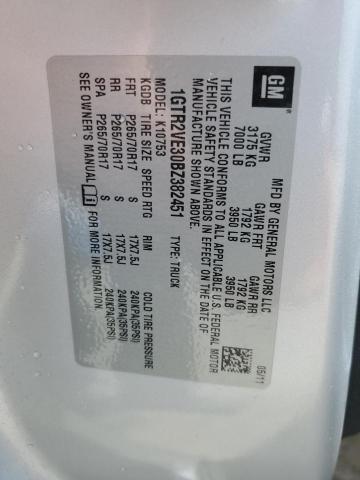 GM
MFD BY GENERAL MOTORS LLC 05/11
GVWR GAWR FRT GAWR RR
3175 KG 1792 KG 1792 KG
7000 LB 3950 LB 3950 LB
THIS VEHICLE CONFORMS TO ALL APPLICABLE U.S. FEDERAL MOTOR
VEHICLE SAFETY STANDARDS IN EFFECT ON THE DATE OF
MANUFACTURE SHOWN ABOVE.
1GTR2VE30BZ382451 TYPE: TRUCK
MODEL: K10753
KGDB TIRE SIZE SPEED RTG RIM COLD TIRE PRESSURE
FRT P265/70R17 S 17X7.5J 240KPA(35PSI)
RR P265/70R17 S 17X7.5J 240KPA(35PSI)
SPA P265/70R17 S 17X7.5J 240KPA(35PSI)
SEE OWNER'S MANUAL